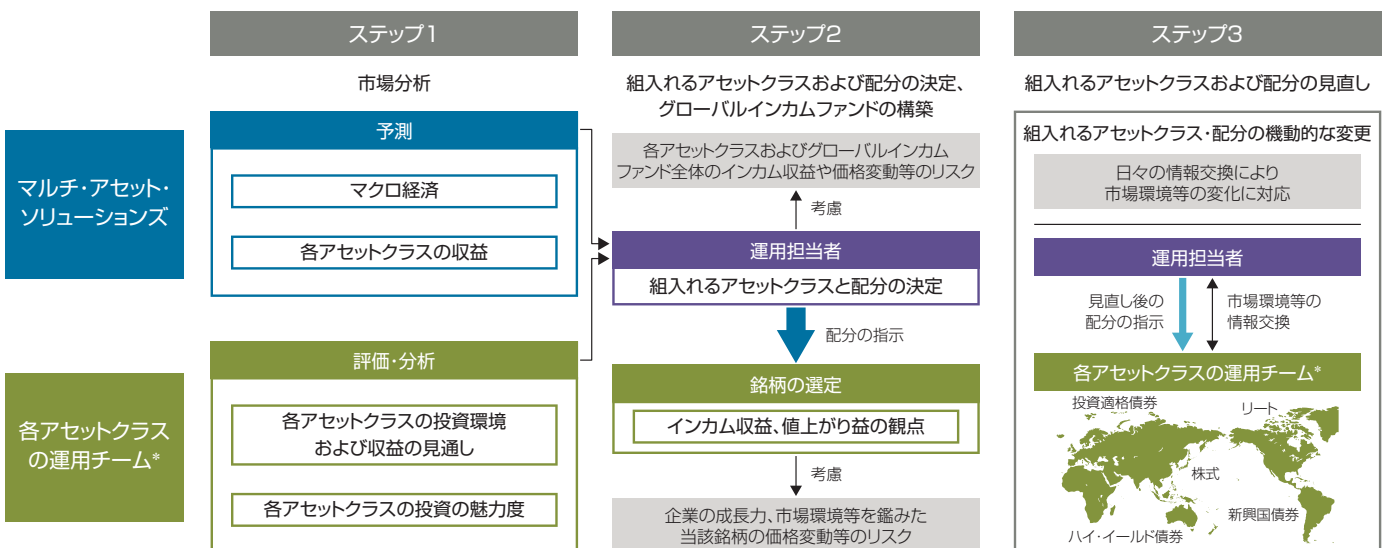 ステップ1
市場分析
マルチ・アセット・
ソリューションズ
予測
マクロ経済
各アセットクラスの収益
各アセットクラス
の運用チーム*
評価・分析
各アセットクラスの投資環境
および収益の見通し
各アセットクラスの投資の魅力度
ステップ2
組入れるアセットクラスおよび配分の決定、
グローバルインカムファンドの構築
各アセットクラスおよびグローバルインカム
ファンド全体のインカム収益や価格変動等のリスク
考慮
運用担当者
組入れるアセットクラスと配分の決定
配分の指示
銘柄の選定
インカム収益、値上がり益の観点
考慮
企業の成長力、市場環境等を鑑みた
当該銘柄の価格変動等のリスク
ステップ3
組入れるアセットクラスおよび配分の見直し
組入れるアセットクラス・配分の機動的な変更
日々の情報交換により
市場環境等の変化に対応
運用担当者
見直し後の
配分の指示
市場環境等の
情報交換
各アセットクラスの運用チーム*
投資適格債券
リート
株式
新興国債券
ハイ・イールド債券